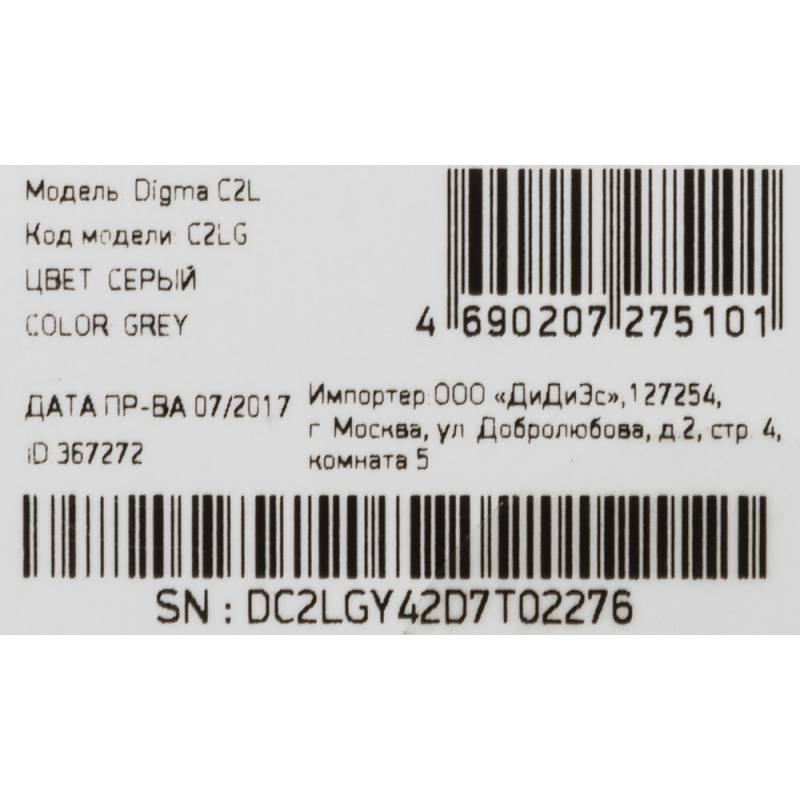 Модель: Digma C2L
Код модели: C2LG
ЦВЕТ: СЕРЫЙ
COLOR: GREY
4 690207 275101
ДАТА ПР-ВА 07/2017
iD 367272
Импортер:ООО «ДиДиЭс»,127254,
г. Москва, ул. Добролюбова, д.2, стр. 4,
комната 5
SN : DC2LGY42D7T02276